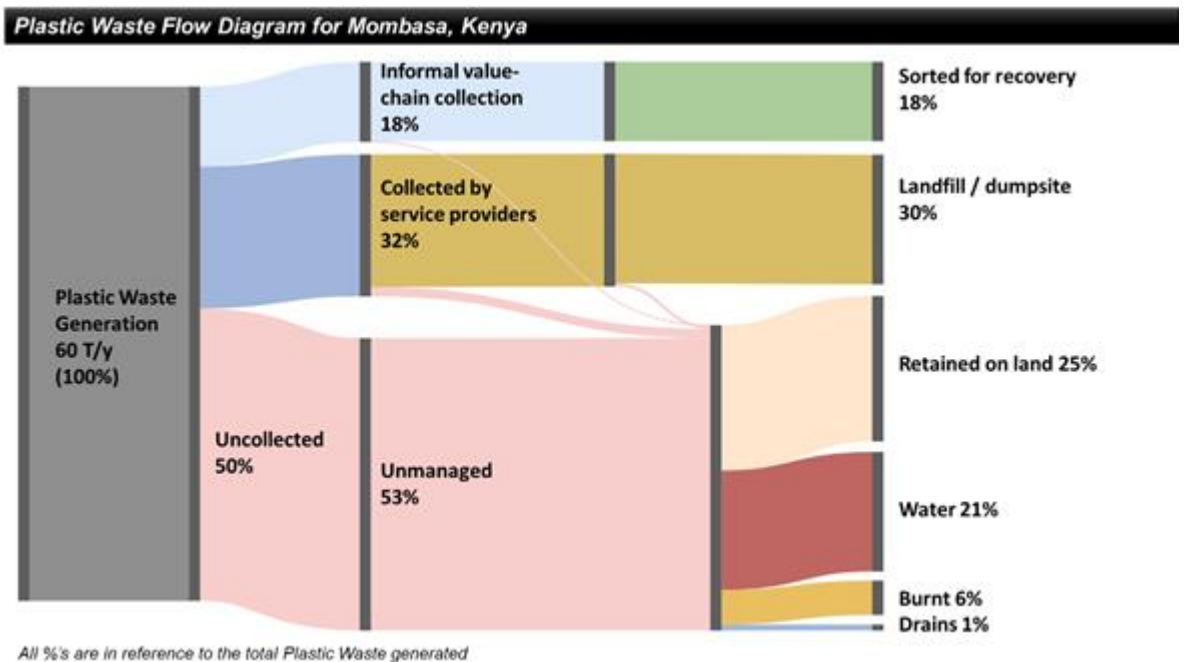 Plastic Waste Flow Diagram for Mombasa, Kenya
Informal value-
chain collection
18%
Sorted for recovery
18%
Collected by
service providers
32%
Landfill / dumpsite
30%
Plastic Waste
Generation
60 T/y
(100%)
Retained on land 25%
Uncollected
50%
Unmanaged
53%
Water 21%
Burnt 6%
Drains 1%
All %'s are in reference to the total Plastic Waste generated